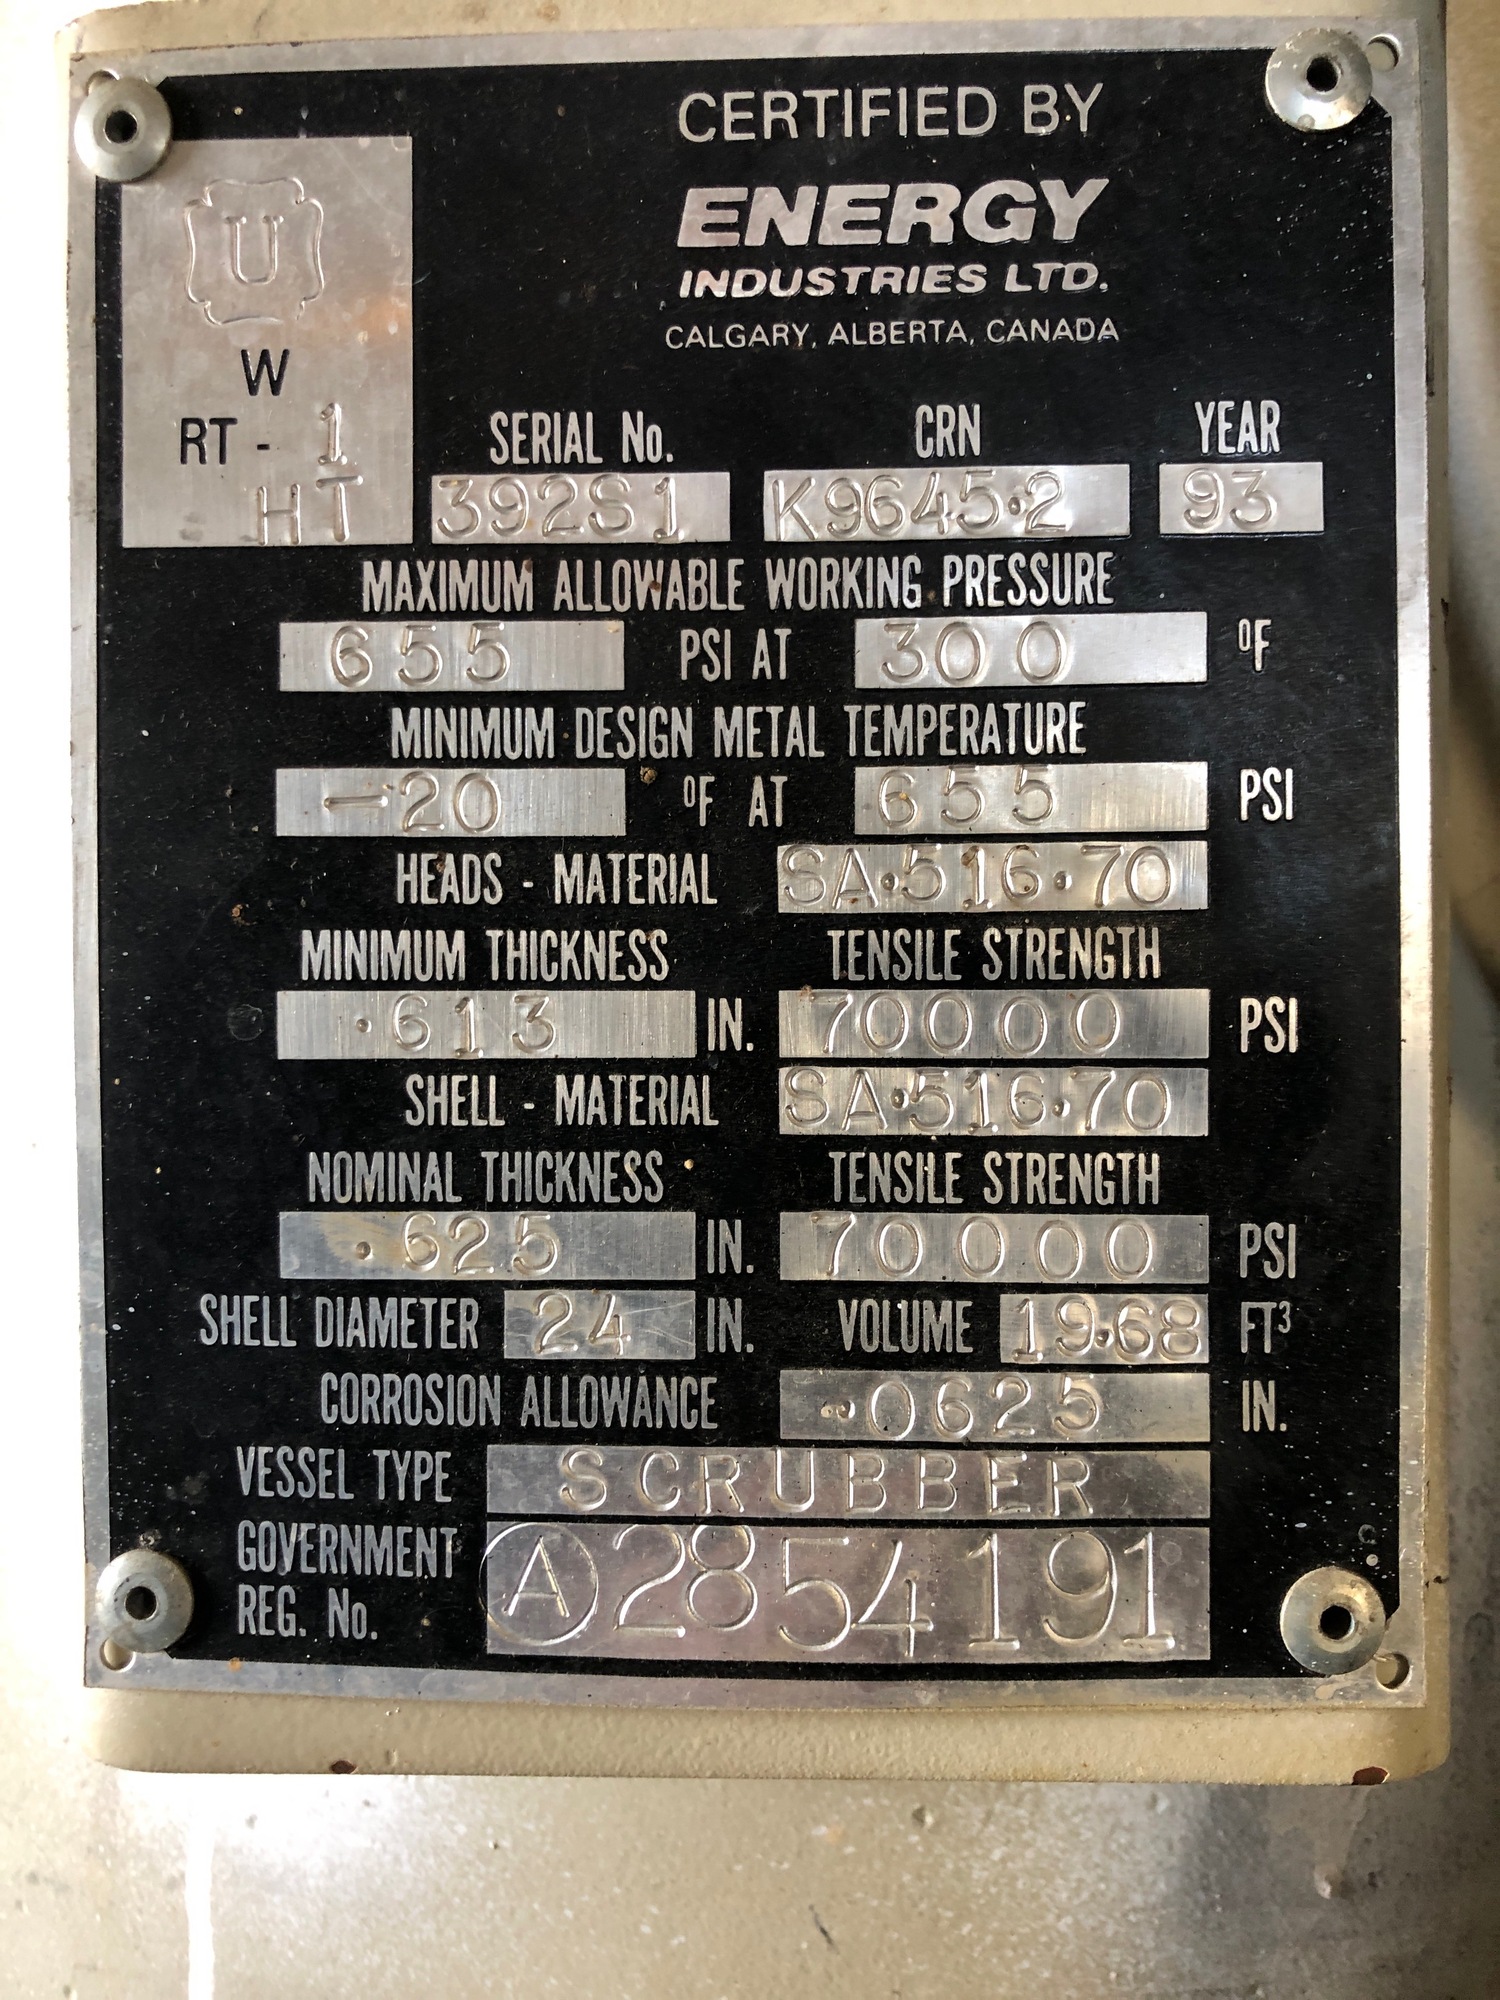 CERTIFIED BY
ENERGY
INDUSTRIES LTD.
CALGARY, ALBERTA, CANADA
U
W
RT - 1
HT
SERIAL No. CRN YEAR
392S1 K9645·2 93
MAXIMUM ALLOWABLE WORKING PRESSURE
655 PSI AT 300 ºF
MINIMUM DESIGN METAL TEMPERATURE
-20 ºF AT 655 PSI
HEADS - MATERIAL SA·516·70
MINIMUM THICKNESS TENSILE STRENGTH
.613 IN. 70000 PSI
SHELL - MATERIAL SA·516·70
NOMINAL THICKNESS TENSILE STRENGTH
.625 IN. 70000 PSI
SHELL DIAMETER 24 IN. VOLUME 19.68 FT³
CORROSION ALLOWANCE .0625 IN.
VESSEL TYPE SCRUBBER
GOVERNMENT
REG. No. A 2854191